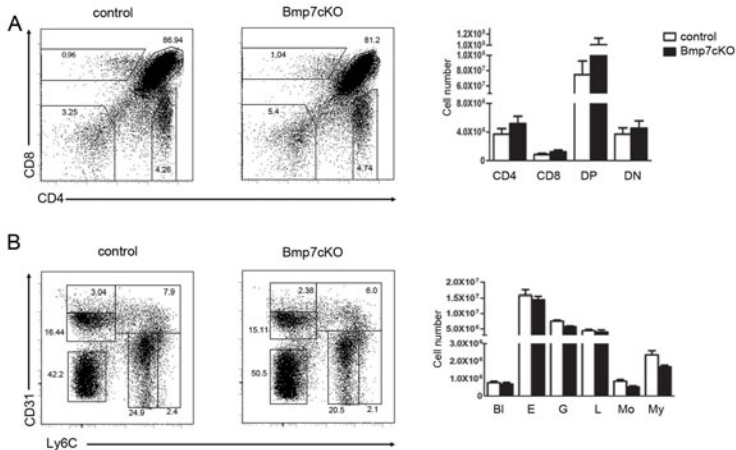 A
control
Bmp7cKO
86.94
0.96
3.25
4.26
81.2
1.04
5.4
4.74
CD8
CD4
1.2X10⁸
1.0X10⁸
1.0X10⁷
5.0X10⁷
8.0X10⁶
4.0X10⁶
Cell number
control
Bmp7cKO
CD4 CD8 DP DN
B
control
Bmp7cKO
3.04 7.9
16.44
42.2
24.9 2.4
2.38 6.0
15.11
50.5
20.5 2.1
CD31
Ly6C
2.0X10⁷
1.5X10⁷
1.0X10⁷
5.0X10⁶
2.0X10⁶
1.0X10⁶
Cell number
Bl E G L Mo My